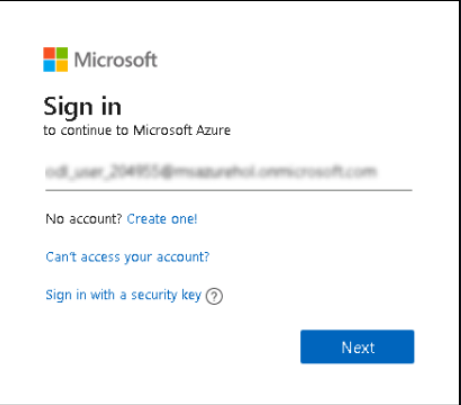 Microsoft
Sign in
to continue to Microsoft Azure
No account? Create one!
Can't access your account?
Sign in with a security key ?
Next